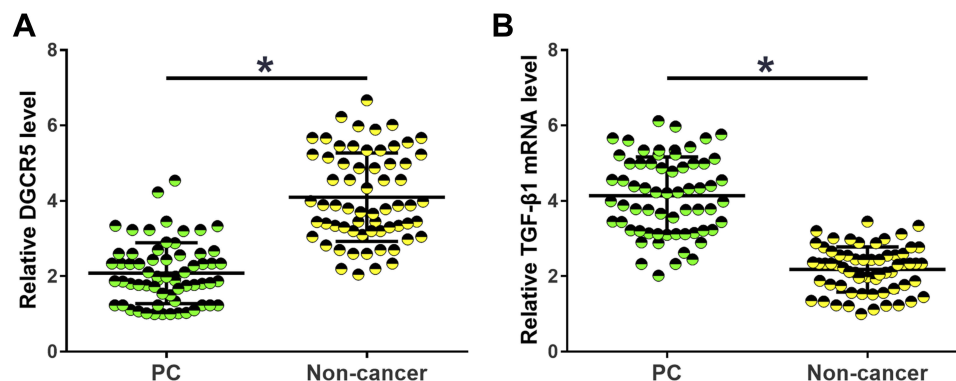 A
Relative DGCR5 level
8
6
4
2
0
*
PC
Non-cancer
B
Relative TGF-β1 mRNA level
8
6
4
2
0
*
PC
Non-cancer